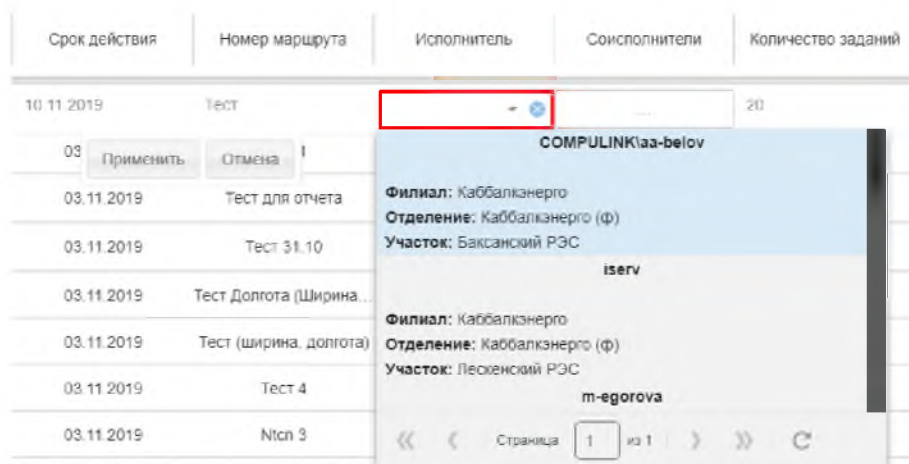 Срок действия Номер маршрута Исполнитель Соисполнители Количество заданий
10.11.2019 Тест ... 20
03
Применить Отмена
COMPULINK\aa-belov
Филиал: Каббалкэнерго
Отделение: Каббалкэнерго (ф)
Участок: Баксанский РЭС
03.11.2019 Тест для отчета
03.11.2019 Тест 31.10
iserv
03.11.2019 Тест Долгота (Ширина...
Филиал: Каббалкэнерго
03.11.2019 Тест (ширина, долгота)
Отделение: Каббалкэнерго (ф)
Участок: Лескенский РЭС
03.11.2019 Тест 4
m-egorova
03.11.2019 Ntcn 3
Страница 1 из 1